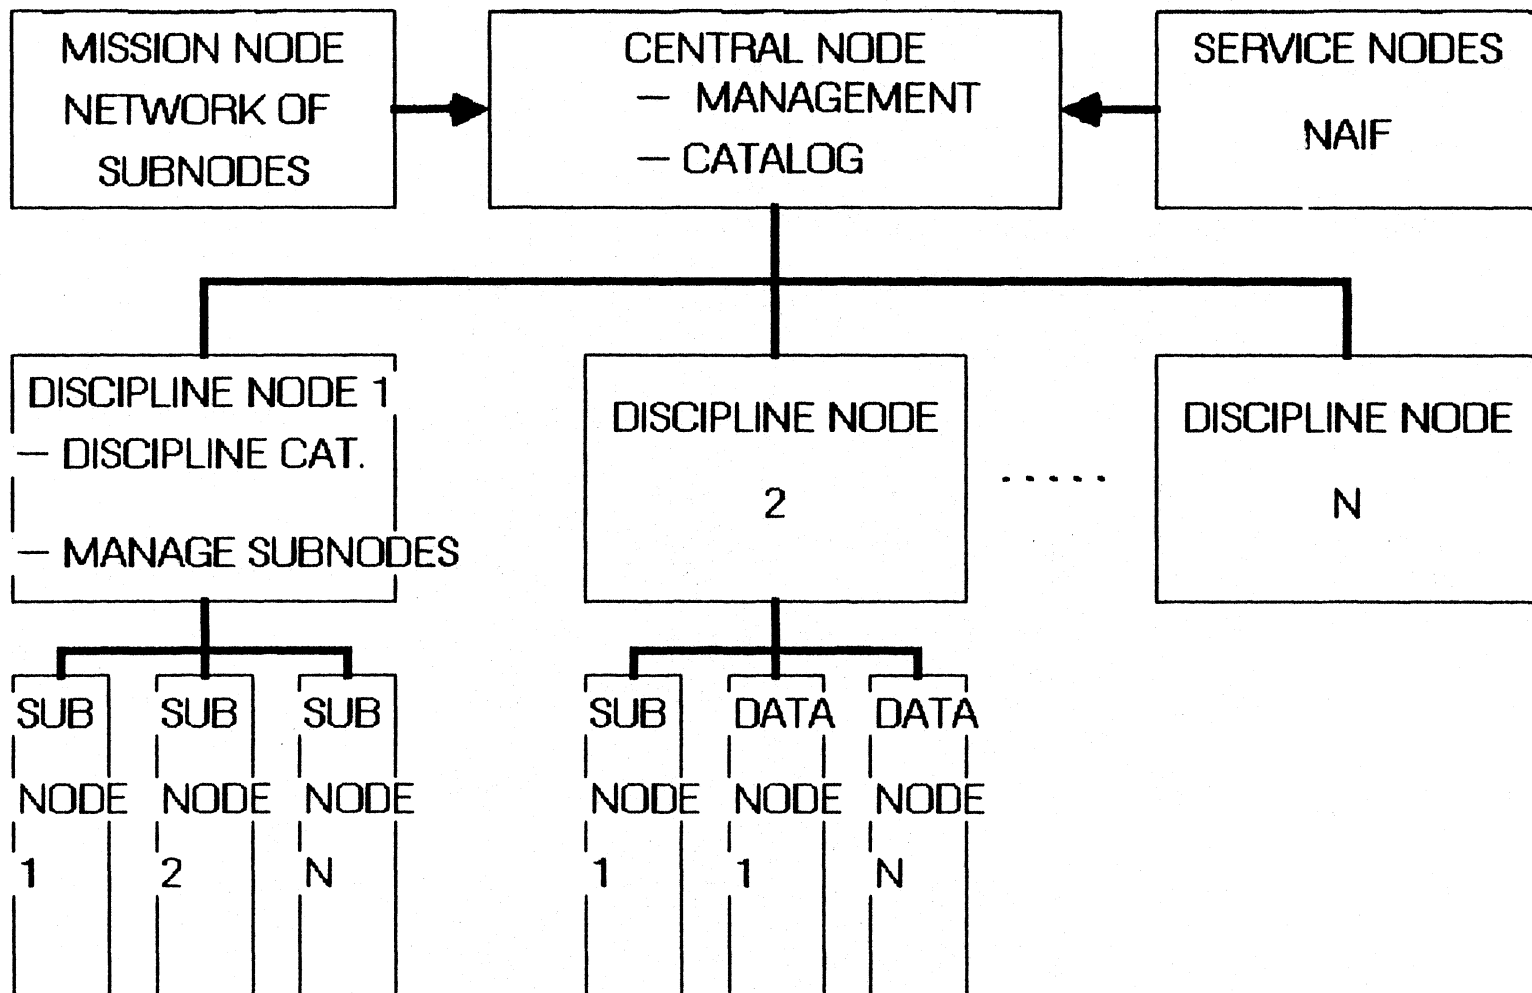 MISSION NODE
NETWORK OF
SUBNODES
CENTRAL NODE
— MANAGEMENT
— CATALOG
SERVICE NODES
NAIF
DISCIPLINE NODE 1
— DISCIPLINE CAT.
— MANAGE SUBNODES
DISCIPLINE NODE
2
.....
DISCIPLINE NODE
N
SUB
NODE
1
SUB
NODE
2
SUB
NODE
N
SUB
NODE
1
DATA
NODE
1
DATA
NODE
N